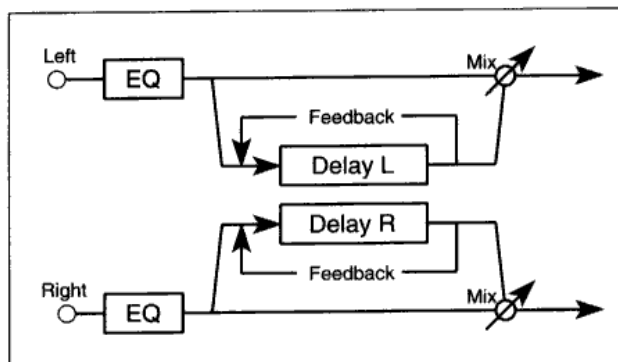 Left
EQ
Mix
Feedback
Delay L
Delay R
Feedback
Right
EQ
Mix